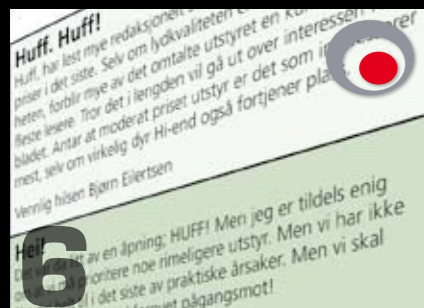 Huff. Huff!
Huff, har lest mye redaksjonelt
priser i det siste. Selv om lydkvaliteten
heten, forblir mye av det omtalte utstyret en
fleste lesere. Tror det i lengden vil gå ut over interessen
bladet. Antar at moderat priset utstyr er det som
mest, selv om virkelig dyr Hi-end også fortjener
Vennlig hilsen Bjørn Eilertsen
Hei!
av en åpning; HUFF! Men jeg er tildels enig
prioritere noe rimeligere utstyr. Men vi har ikke
i det siste av praktiske årsaker. Men vi skal
pågangsmot!
6